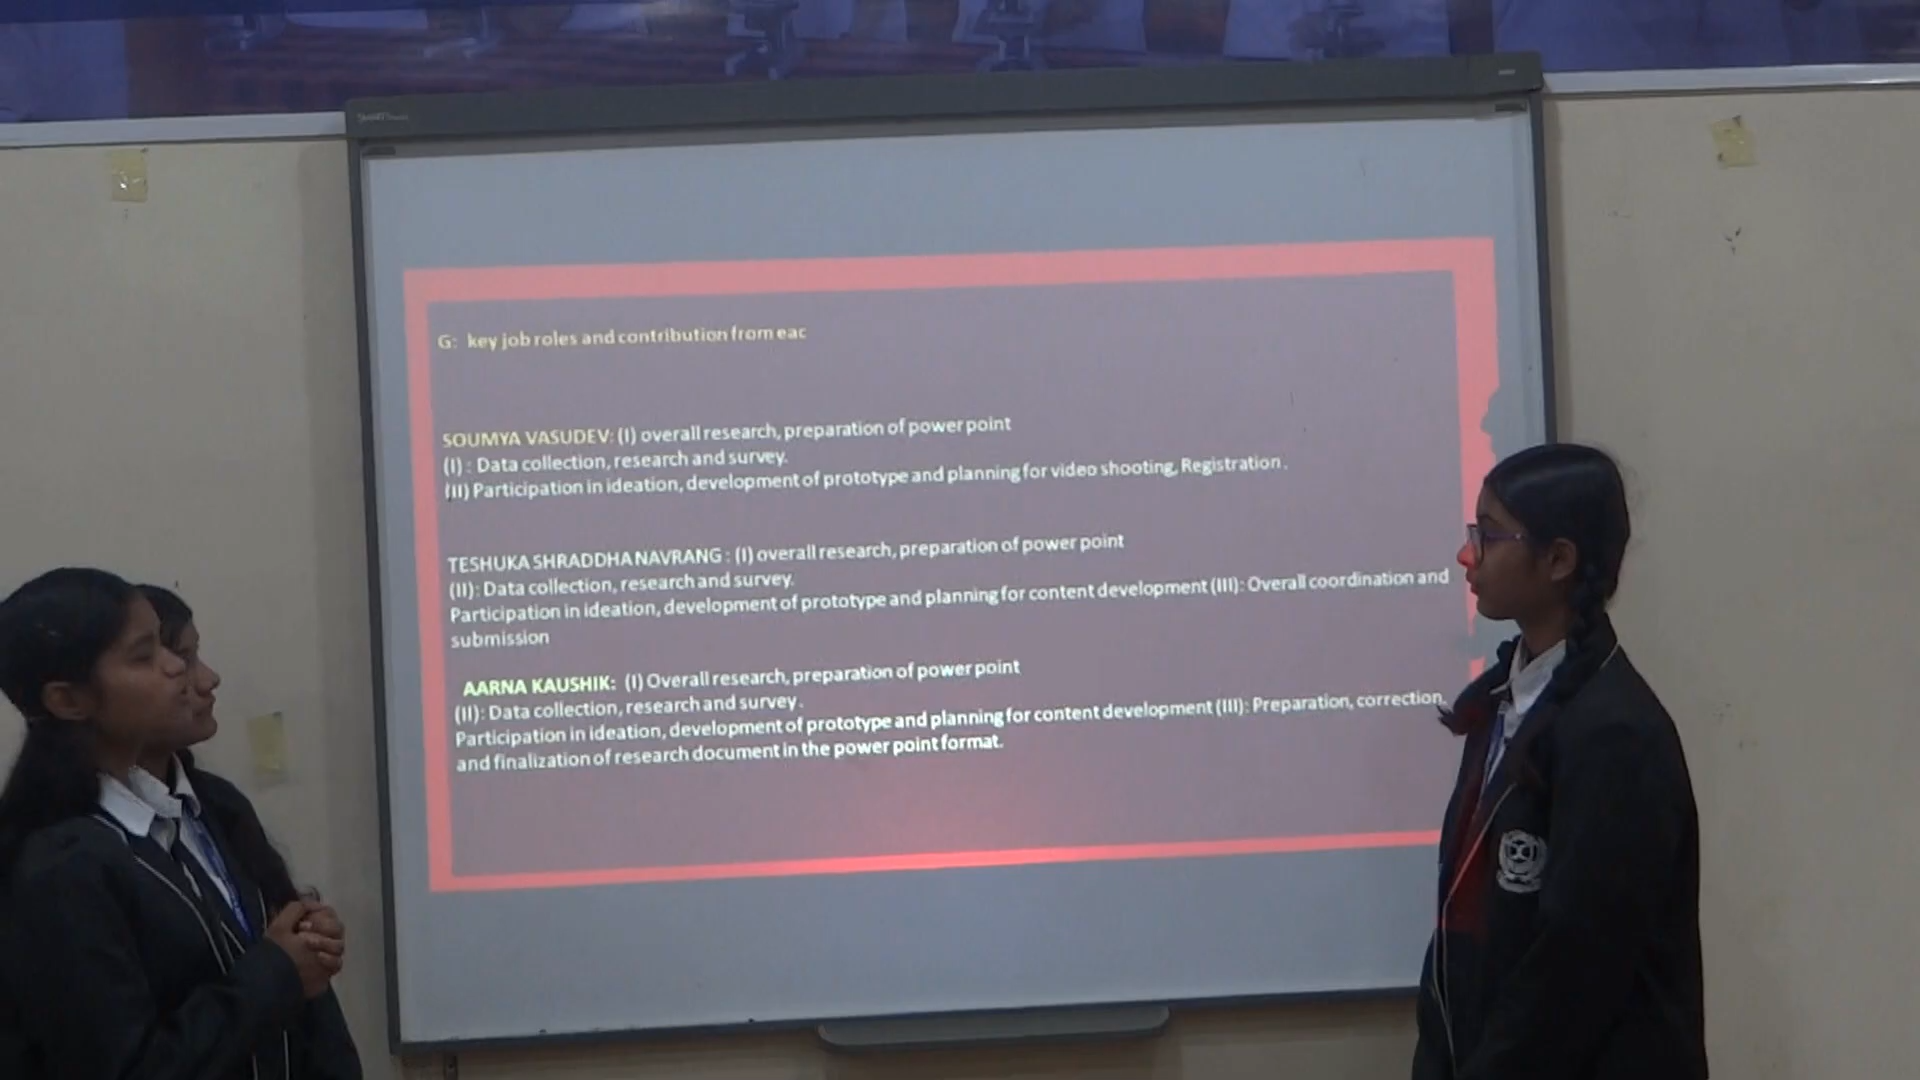 SMART
G: key job roles and contribution from eac
SOUMYA VASUDEV: (I) overall research, preparation of power point
(I) : Data collection, research and survey.
(II) Participation in ideation, development of prototype and planning for video shooting, Registration .
TESHUKA SHRADDHA NAVRANG : (I) overall research, preparation of power point
(II): Data collection, research and survey.
Participation in ideation, development of prototype and planning for content development (III): Overall coordination and
submission
AARNA KAUSHIK: (I) Overall research, preparation of power point
(II): Data collection, research and survey.
Participation in ideation, development of prototype and planning for content development (III): Preparation, correction,
and finalization of research document in the power point format.